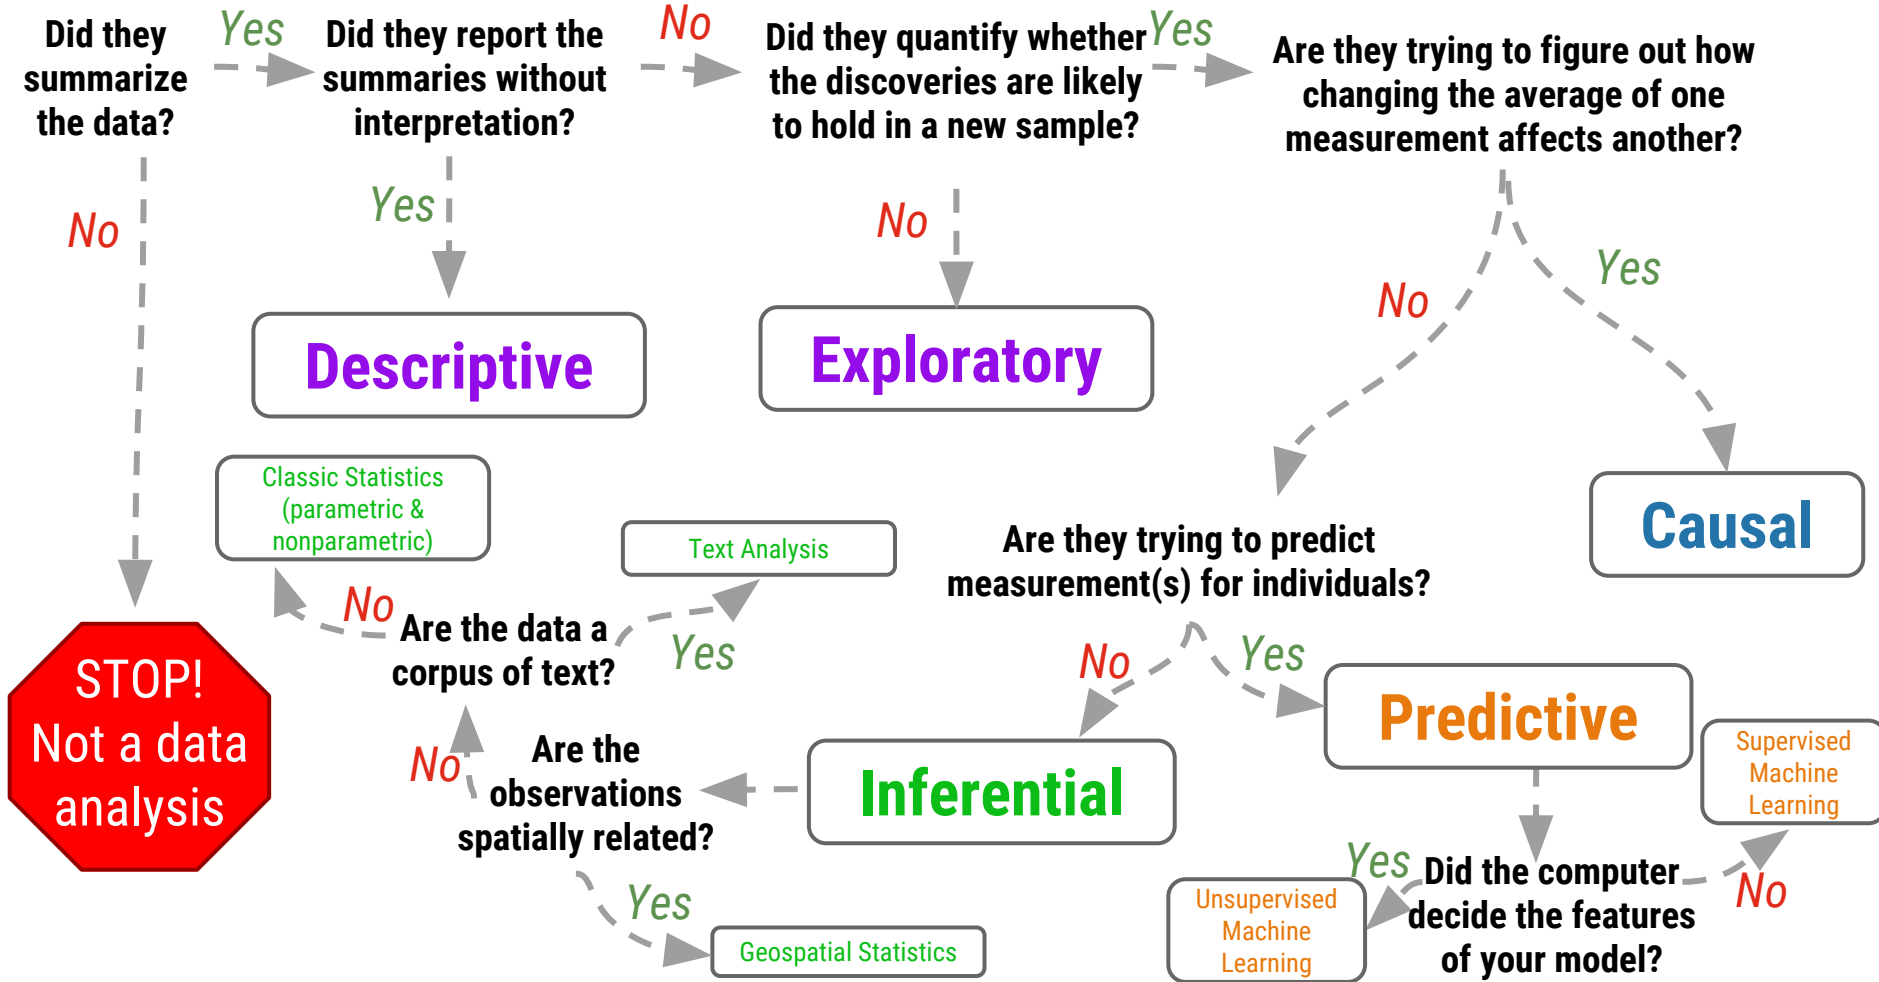 Did they
summarize
the data?
Yes
Did they report the
summaries without
interpretation?
No
Did they quantify whether
the discoveries are likely
to hold in a new sample?
Yes
Are they trying to figure out how
changing the average of one
measurement affects another?
No
Yes
No
No
Yes
Descriptive
Exploratory
Causal
Classic Statistics
(parametric &
nonparametric)
Text Analysis
Are they trying to predict
measurement(s) for individuals?
No
Are the data a
corpus of text?
Yes
No
Yes
STOP!
Not a data
analysis
No
Are the
observations
spatially related?
Inferential
Predictive
Supervised
Machine
Learning
Yes
Geospatial Statistics
Yes
Did the computer
decide the features
of your model?
No
Unsupervised
Machine
Learning